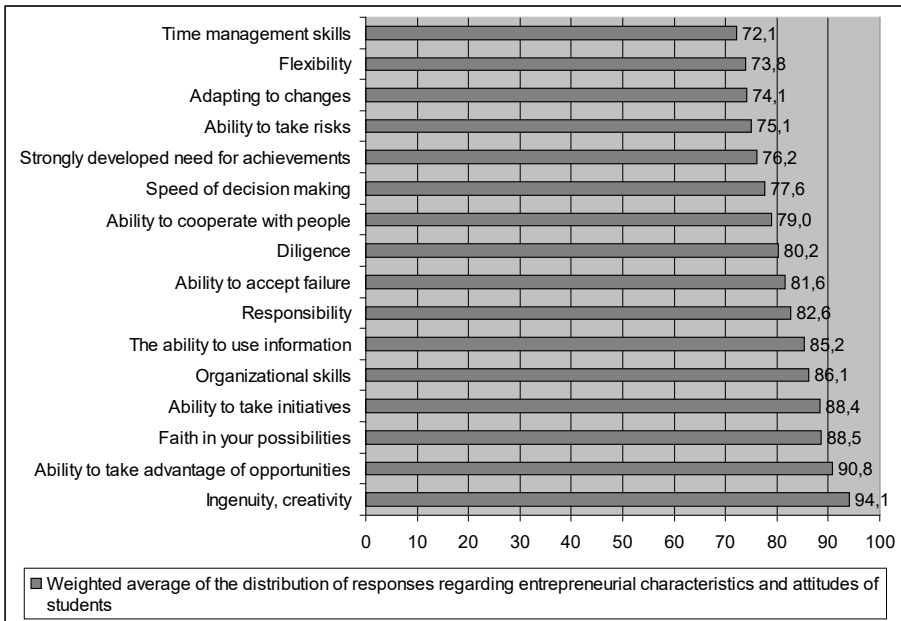 Time management skills 72,1
Flexibility 73,8
Adapting to changes 74,1
Ability to take risks 75,1
Strongly developed need for achievements 76,2
Speed of decision making 77,6
Ability to cooperate with people 79,0
Diligence 80,2
Ability to accept failure 81,6
Responsibility 82,6
The ability to use information 85,2
Organizational skills 86,1
Ability to take initiatives 88,4
Faith in your possibilities 88,5
Ability to take advantage of opportunities 90,8
Ingenuity, creativity 94,1
0 10 20 30 40 50 60 70 80 90 100
Weighted average of the distribution of responses regarding entrepreneurial characteristics and attitudes of
students